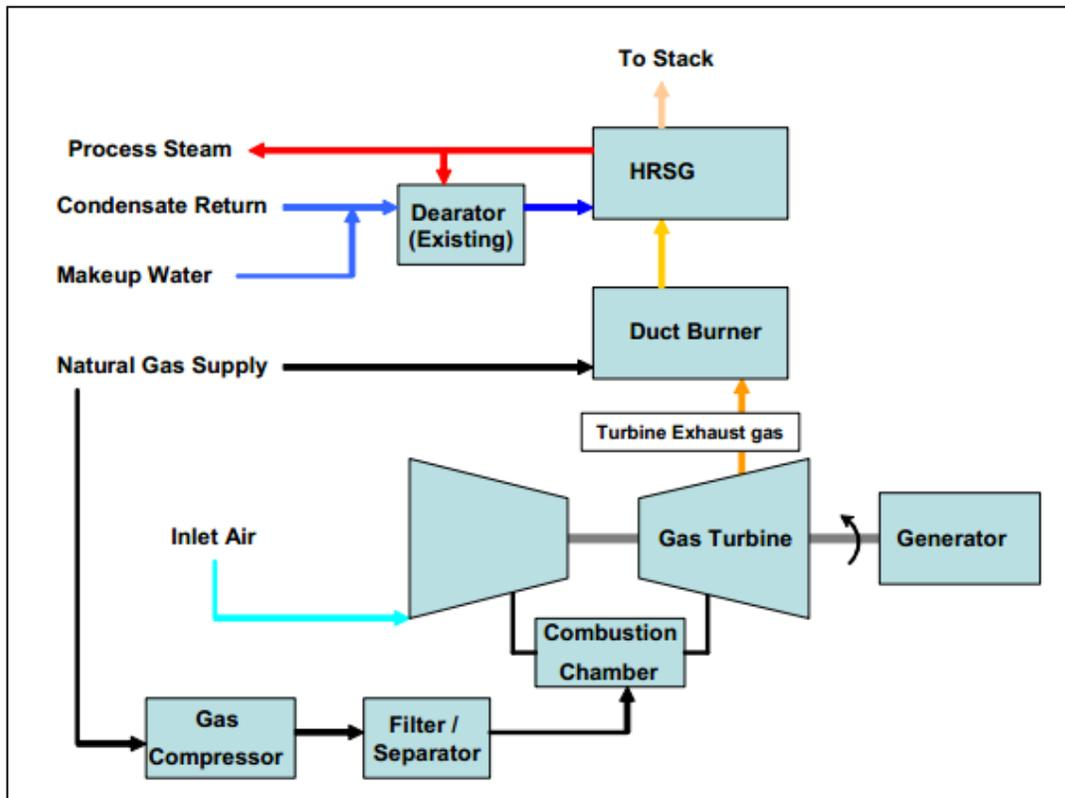 To Stack
Process Steam
HRSG
Condensate Return
Dearator
(Existing)
Makeup Water
Duct Burner
Natural Gas Supply
Turbine Exhaust gas
Inlet Air
Gas Turbine
Generator
Combustion
Chamber
Gas
Compressor
Filter /
Separator